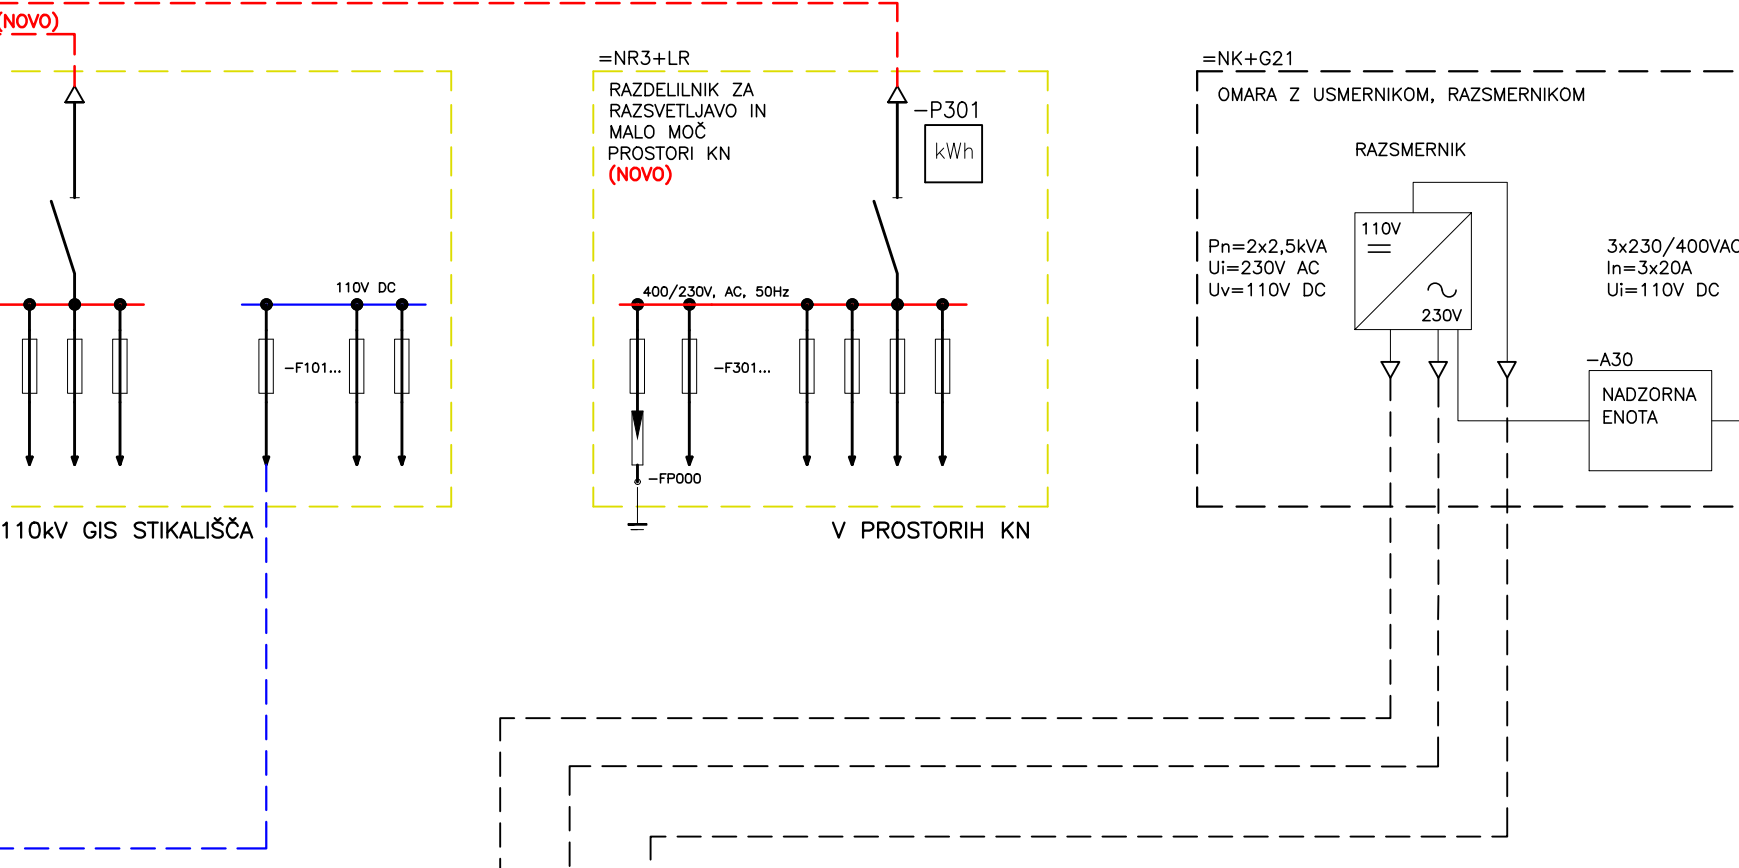 (NOVO)
110V DC
-F101...
110kV GIS STIKALIŠČA
=NR3+LR
RAZDELILNIK ZA
RAZSVETLJAVO IN
MALO MOČ
PROSTORI KN
(NOVO)
-P301
kWh
400/230V, AC, 50Hz
-F301...
-FP000
V PROSTORIH KN
=NK+G21
OMARA Z USMERNIKOM, RAZSMERNIKOM
RAZSMERNIK
Pn=2x2,5kVA
Ui=230V AC
Uv=110V DC
110V
230V
3x230/400VAC
In=3x20A
Ui=110V DC
-A30
NADZORNA
ENOTA